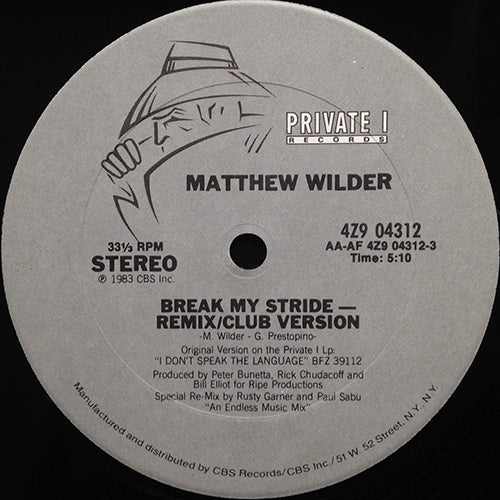 PRIVATE I
RECORDS
MATTHEW WILDER
33⅓ RPM
STEREO
℗ 1983 CBS Inc.
4Z9 04312
AA-AF 4Z9 04312-3
Time: 5:10
BREAK MY STRIDE —
REMIX/CLUB VERSION
-M. Wilder - G. Prestopino-
Original Version on the Private I Lp:
"I DON'T SPEAK THE LANGUAGE" BFZ 39112
Produced by Peter Bunetta, Rick Chudacoff and
Bill Elliot for Ripe Productions
Special Re-Mix by Rusty Garner and Paul Sabu
"An Endless Music Mix"
Manufactured and distributed by CBS Records/CBS Inc./51 W. 52 Street, N.Y., N.Y.